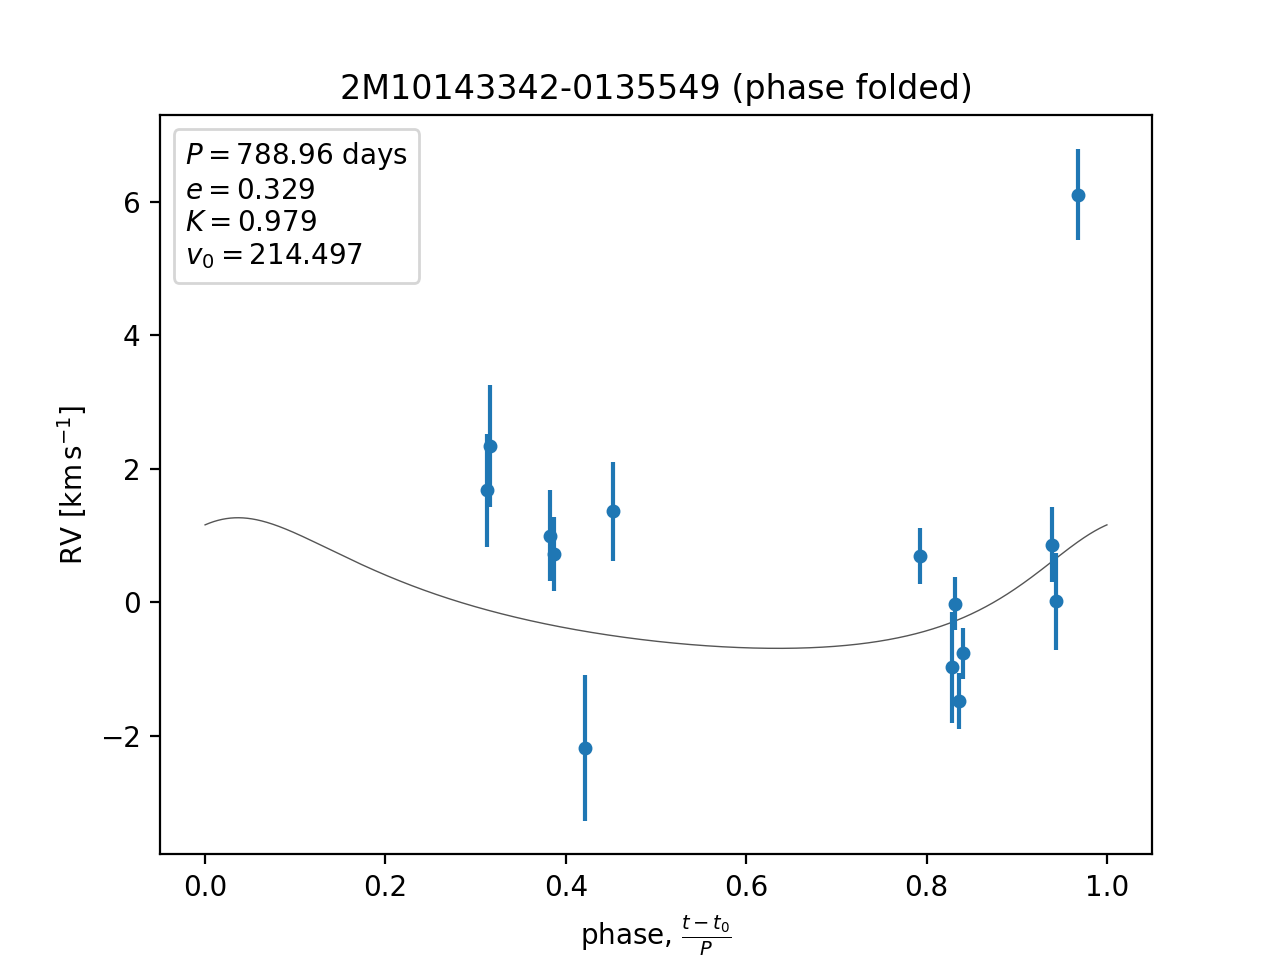 2M10143342-0135549 (phase folded)
P = 788.96 days
e = 0.329
K = 0.979
v₀ = 214.497
6
4
2
0
−2
RV [km s⁻¹]
0.0 0.2 0.4 0.6 0.8 1.0
phase, (t − t₀)/P